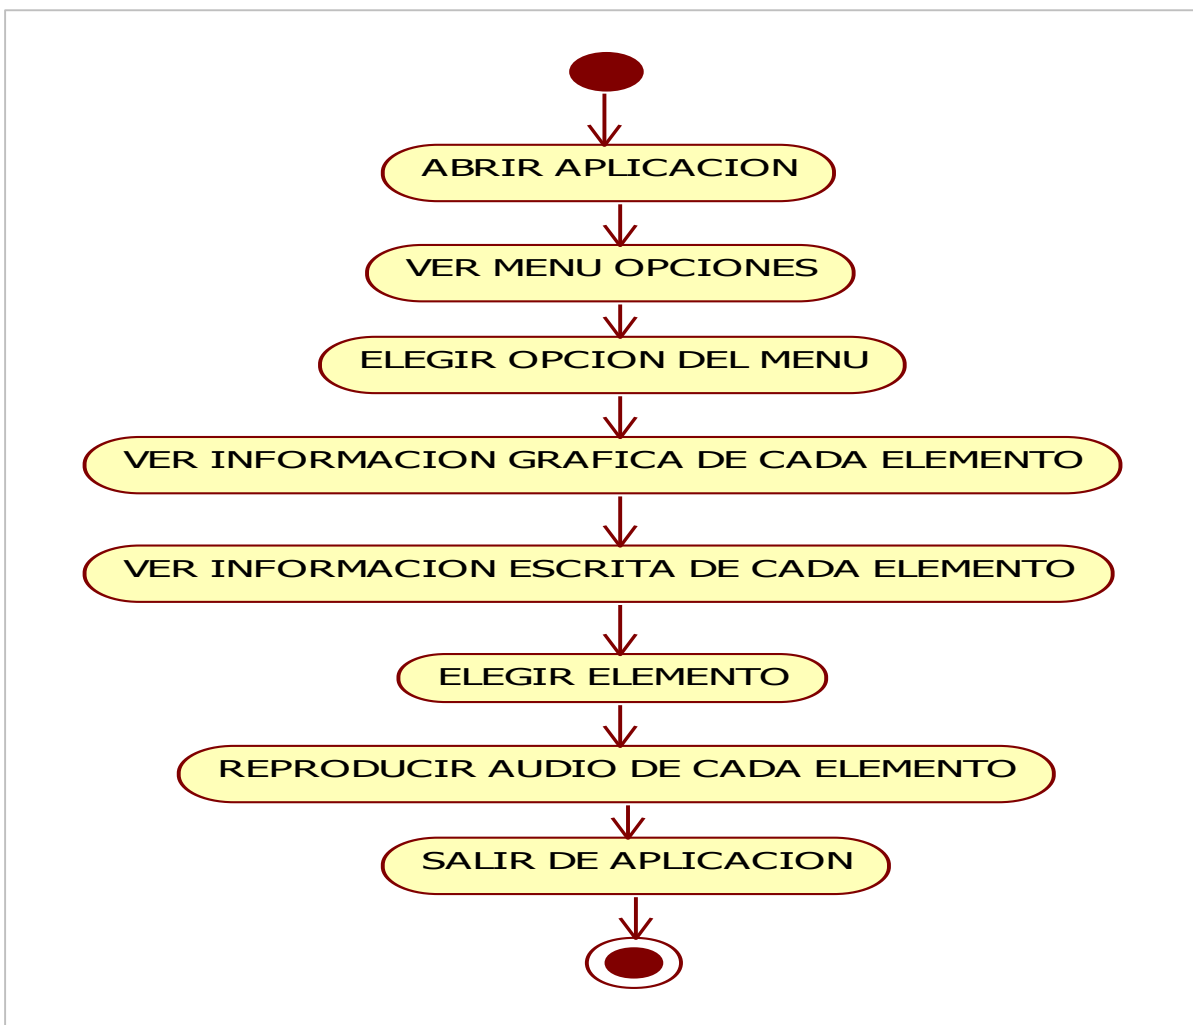 ABRIR APLICACION
VER MENU OPCIONES
ELEGIR OPCION DEL MENU
VER INFORMACION GRAFICA DE CADA ELEMENTO
VER INFORMACION ESCRITA DE CADA ELEMENTO
ELEGIR ELEMENTO
REPRODUCIR AUDIO DE CADA ELEMENTO
SALIR DE APLICACION